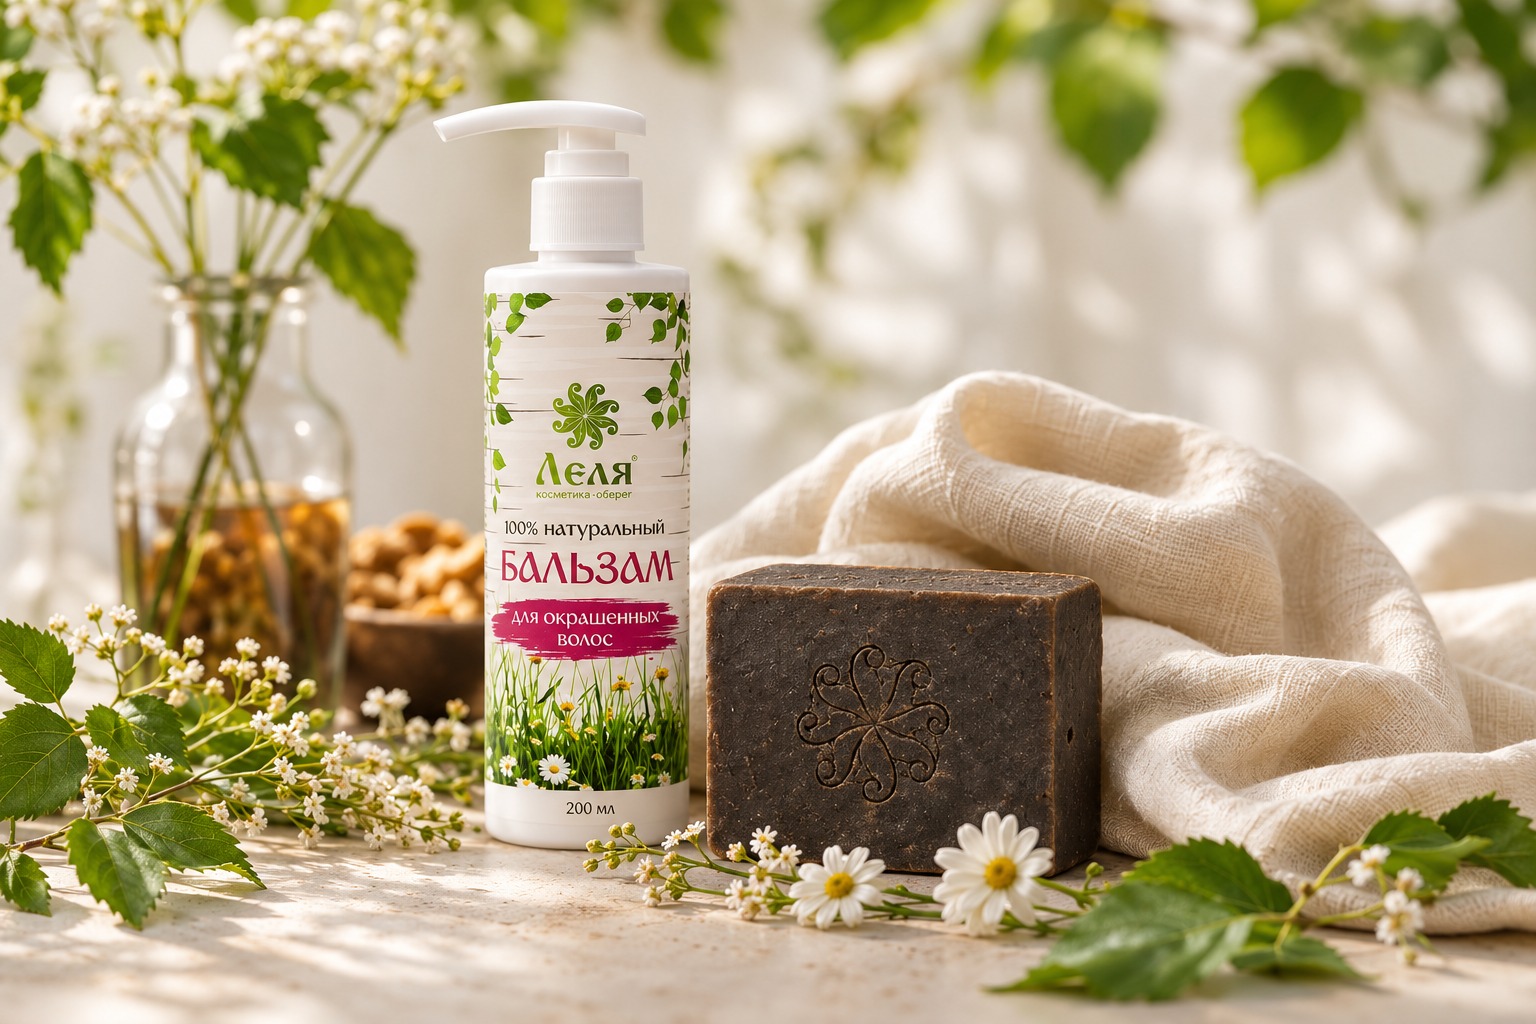 Леля®
косметика-оберег
100% натуральный
БАЛЬЗАМ
для окрашенных
волос
200 мл